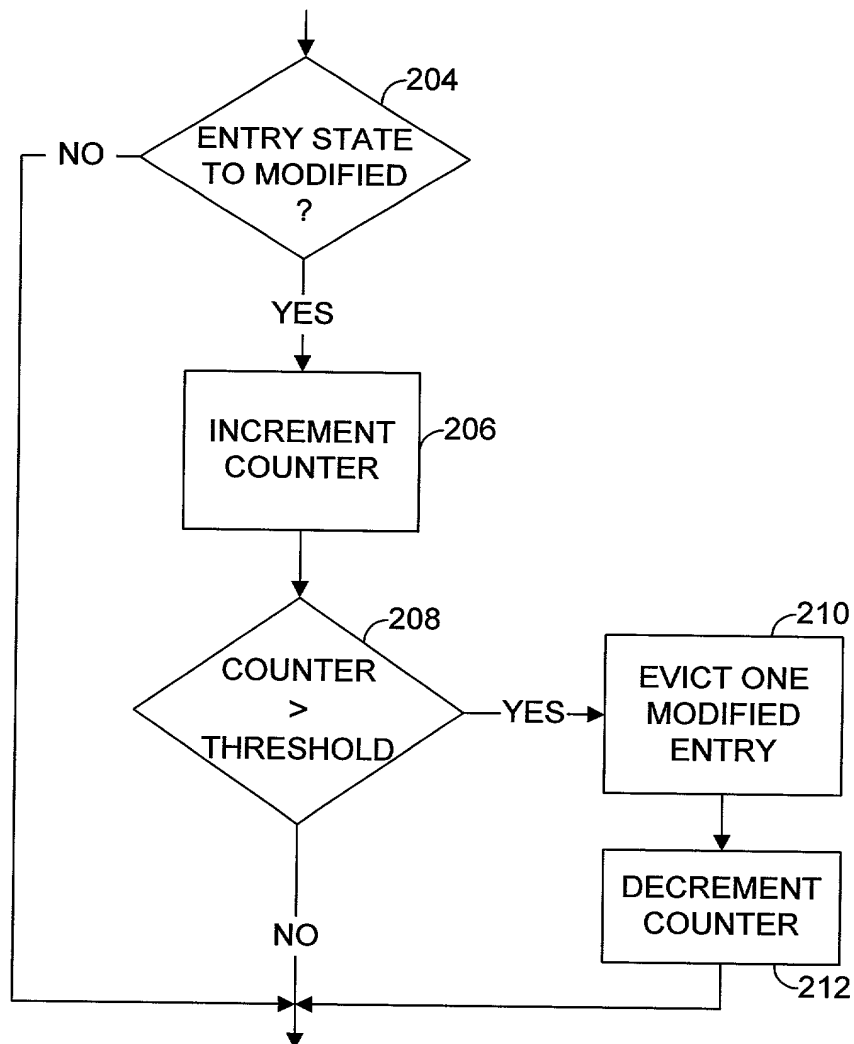 204
ENTRY STATE
TO MODIFIED
?
NO
YES
INCREMENT
COUNTER
206
208
COUNTER
>
THRESHOLD
YES
210
EVICT ONE
MODIFIED
ENTRY
DECREMENT
COUNTER
212
NO